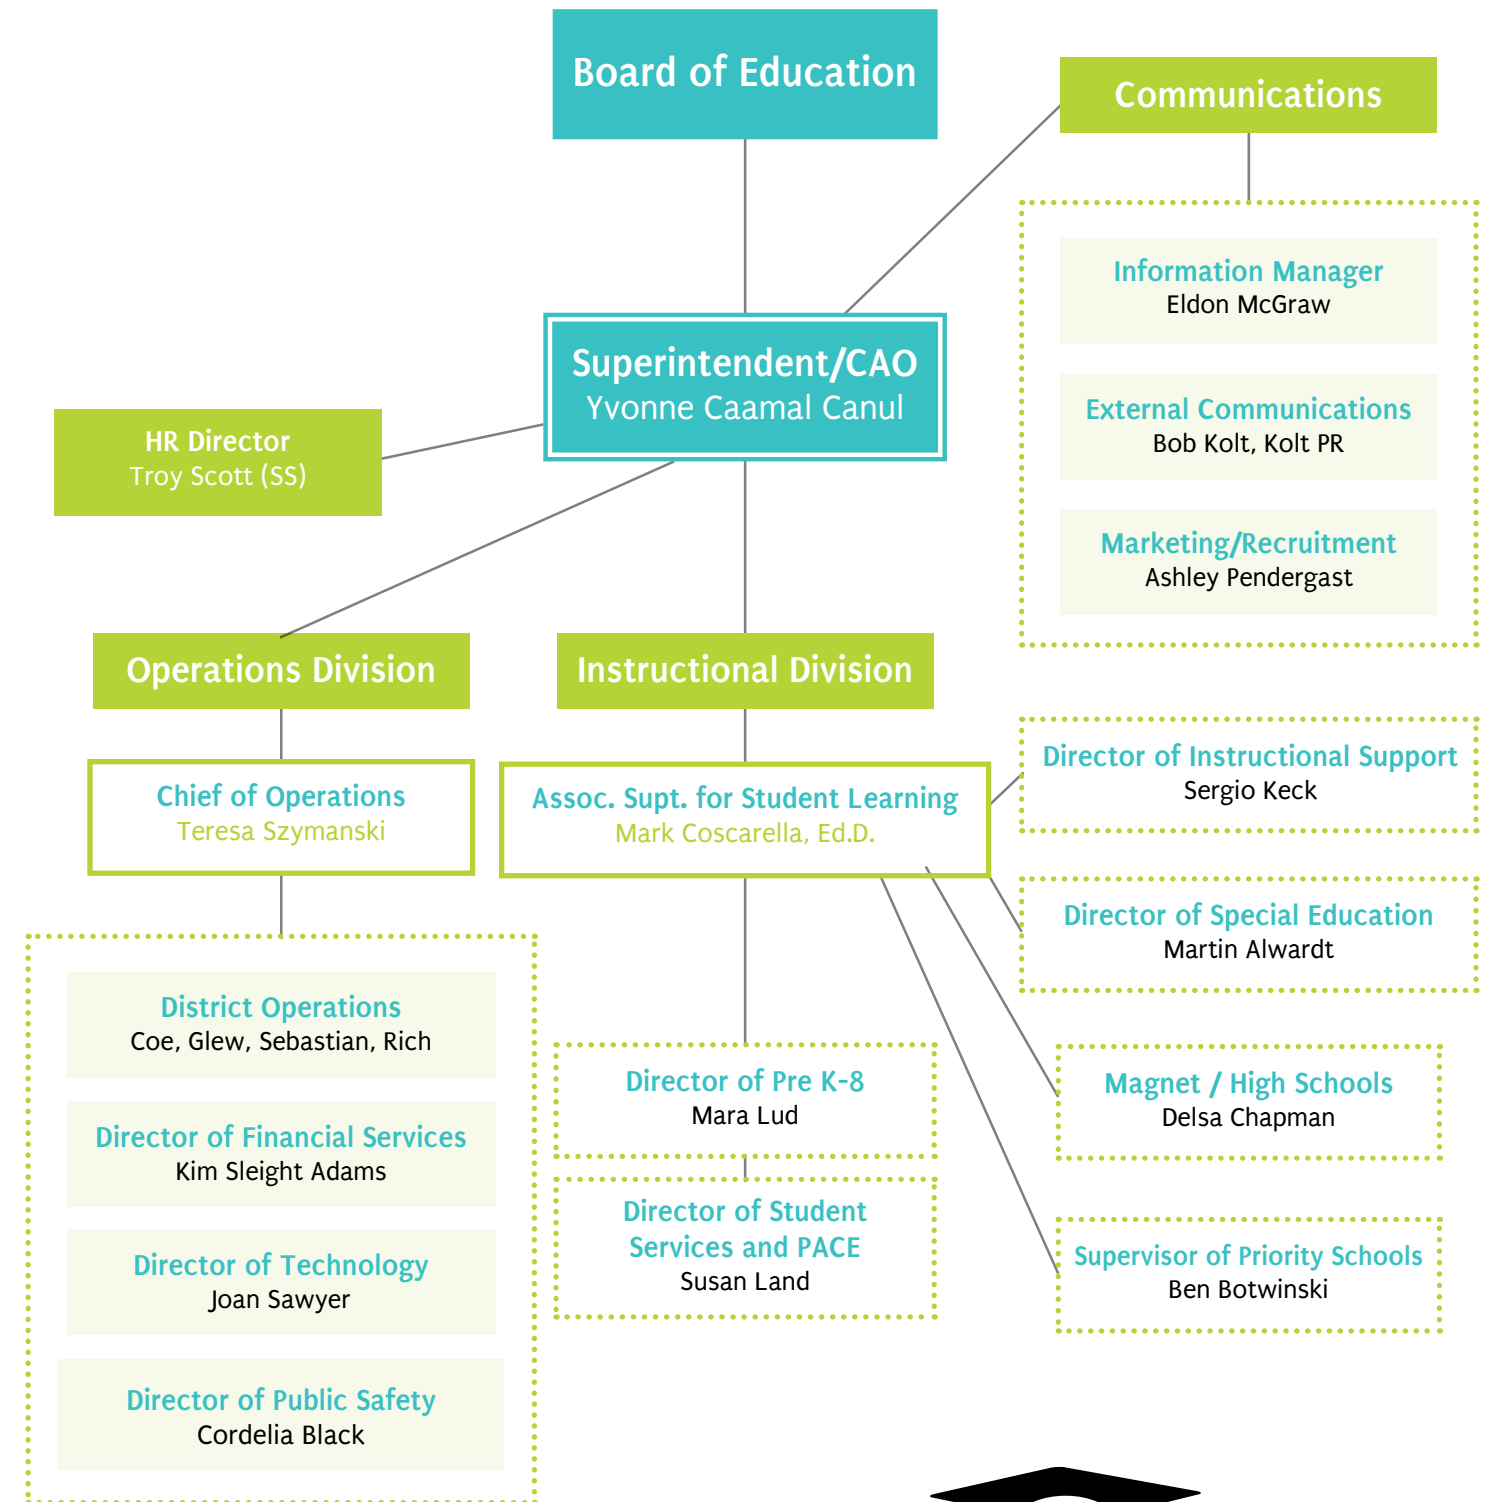 Board of Education
Communications
Information Manager
Eldon McGraw
External Communications
Bob Kolt, Kolt PR
Marketing/Recruitment
Ashley Pendergast
Superintendent/CAO
Yvonne Caamal Canul
HR Director
Troy Scott (SS)
Operations Division
Chief of Operations
Teresa Szymanski
District Operations
Coe, Glew, Sebastian, Rich
Director of Financial Services
Kim Sleight Adams
Director of Technology
Joan Sawyer
Director of Public Safety
Cordelia Black
Instructional Division
Assoc. Supt. for Student Learning
Mark Coscarella, Ed.D.
Director of Pre K-8
Mara Lud
Director of Student
Services and PACE
Susan Land
Director of Instructional Support
Sergio Keck
Director of Special Education
Martin Alwardt
Magnet / High Schools
Delsa Chapman
Supervisor of Priority Schools
Ben Botwinski